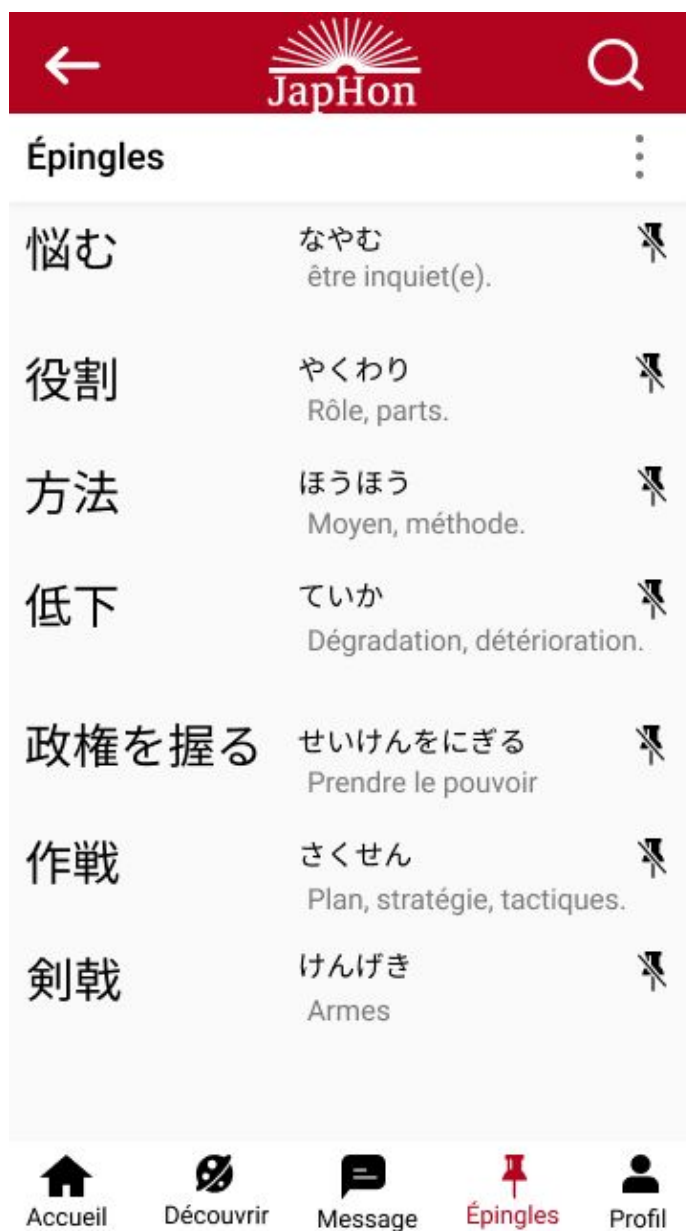 JapHon
Épingles
悩む
なやむ
être inquiet(e).
役割
やくわり
Rôle, parts.
方法
ほうほう
Moyen, méthode.
低下
ていか
Dégradation, détérioration.
政権を握る
せいけんをにぎる
Prendre le pouvoir
作戦
さくせん
Plan, stratégie, tactiques.
剣戟
けんげき
Armes
Accueil
Découvrir
Message
Épingles
Profil